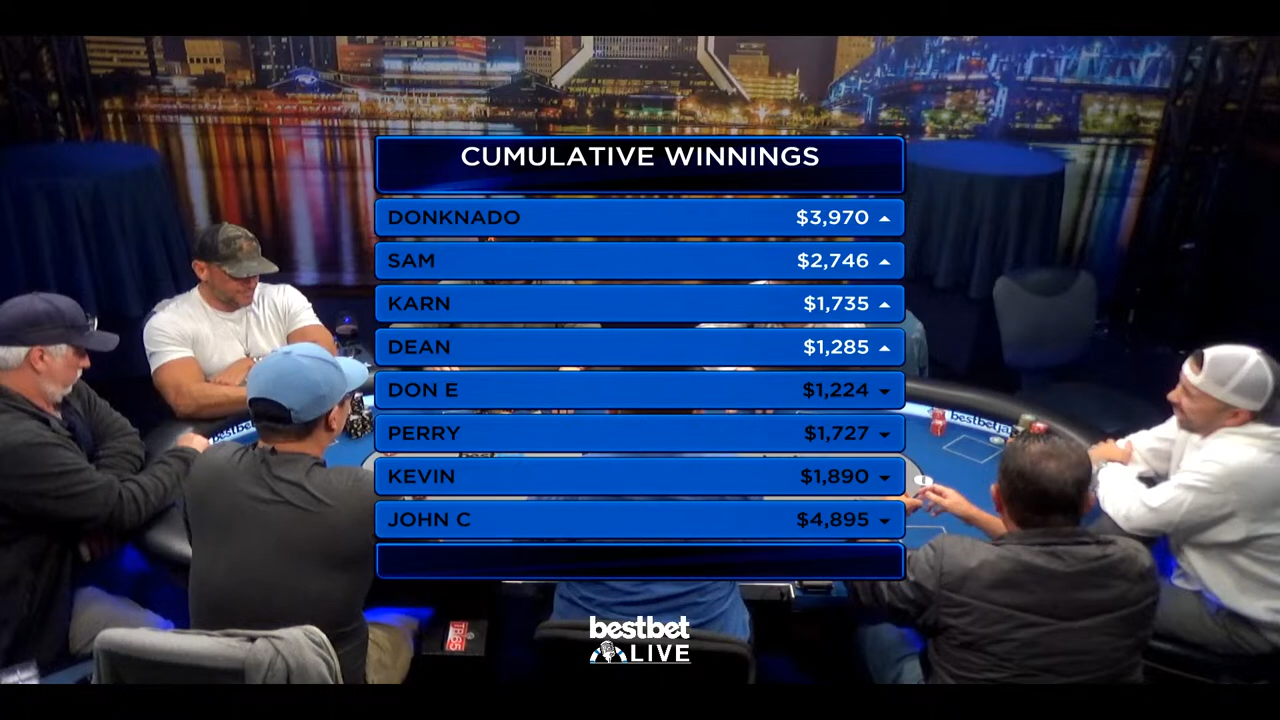 CUMULATIVE WINNINGS
DONKNADO $3,970
SAM $2,746
KARN $1,735
DEAN $1,285
DON E $1,224
PERRY $1,727
KEVIN $1,890
JOHN C $4,895
bestbet
LIVE